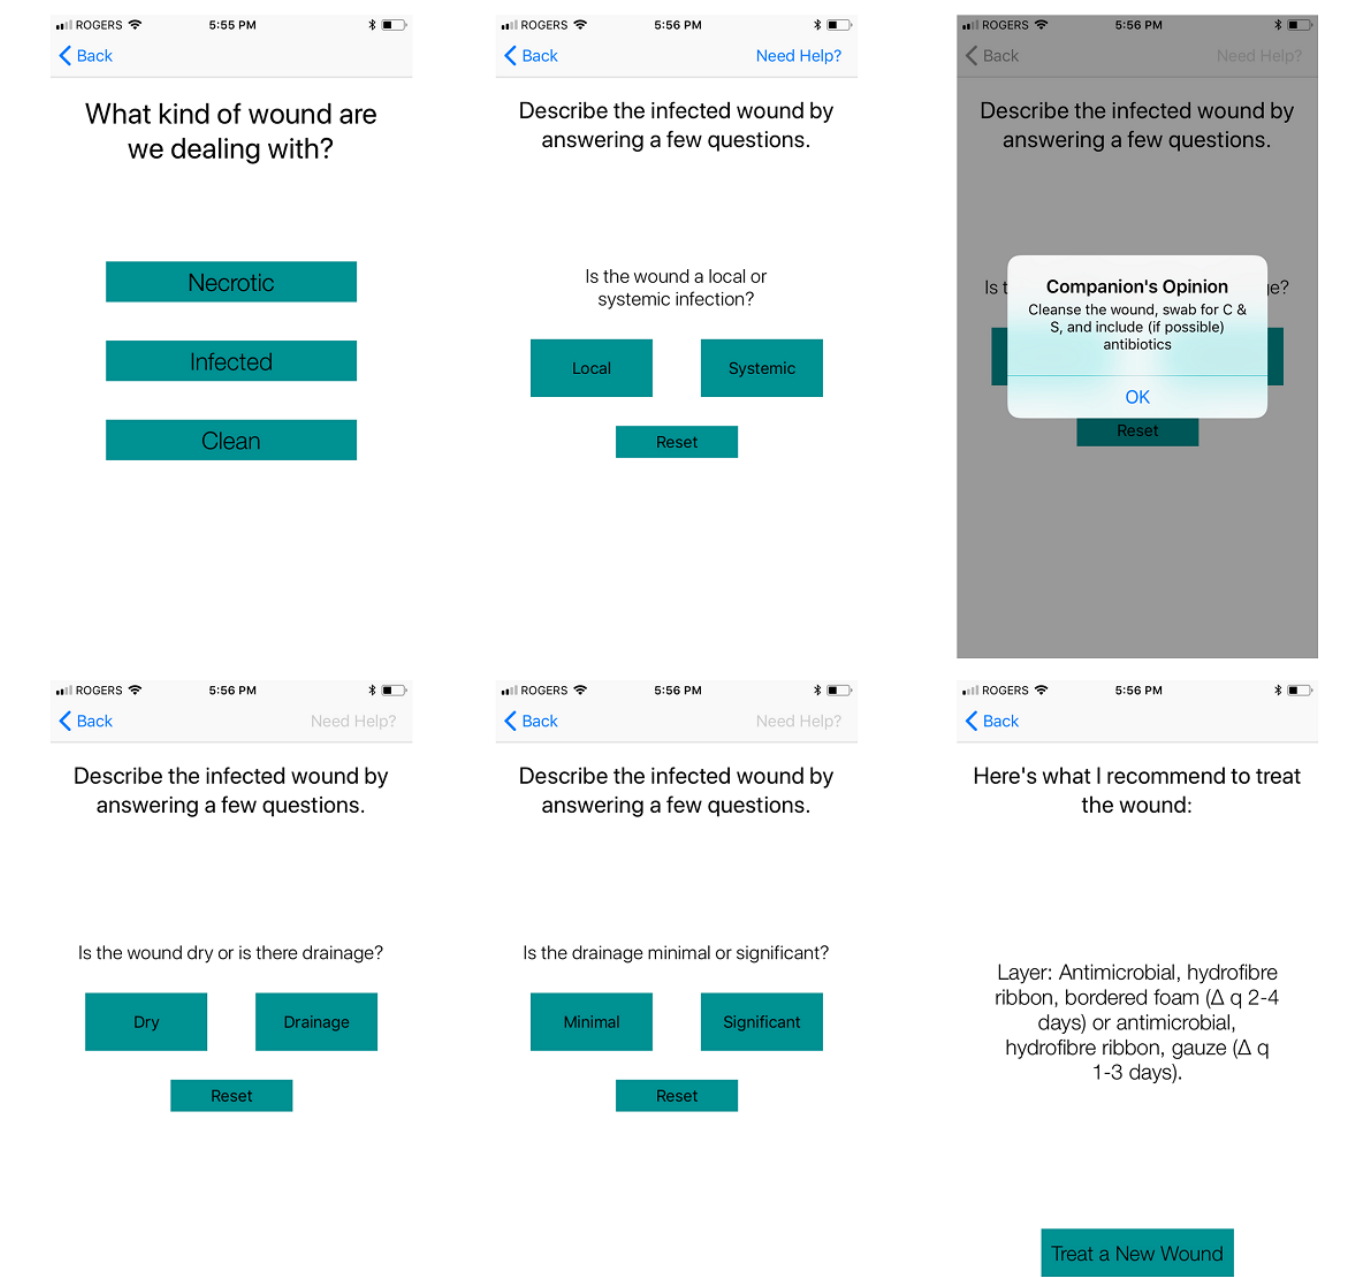 ROGERS 5:55 PM
Back
What kind of wound are
we dealing with?
Necrotic
Infected
Clean
ROGERS 5:56 PM
Back Need Help?
Describe the infected wound by
answering a few questions.
Is the wound a local or
systemic infection?
Local Systemic
Reset
ROGERS 5:56 PM
Back Need Help?
Describe the infected wound by
answering a few questions.
Is t ge?
Companion's Opinion
Cleanse the wound, swab for C &
S, and include (if possible)
antibiotics
OK
Reset
ROGERS 5:56 PM
Back Need Help?
Describe the infected wound by
answering a few questions.
Is the wound dry or is there drainage?
Dry Drainage
Reset
ROGERS 5:56 PM
Back Need Help?
Describe the infected wound by
answering a few questions.
Is the drainage minimal or significant?
Minimal Significant
Reset
ROGERS 5:56 PM
Back
Here's what I recommend to treat
the wound:
Layer: Antimicrobial, hydrofibre
ribbon, bordered foam (Δ q 2-4
days) or antimicrobial,
hydrofibre ribbon, gauze (Δ q
1-3 days).
Treat a New Wound